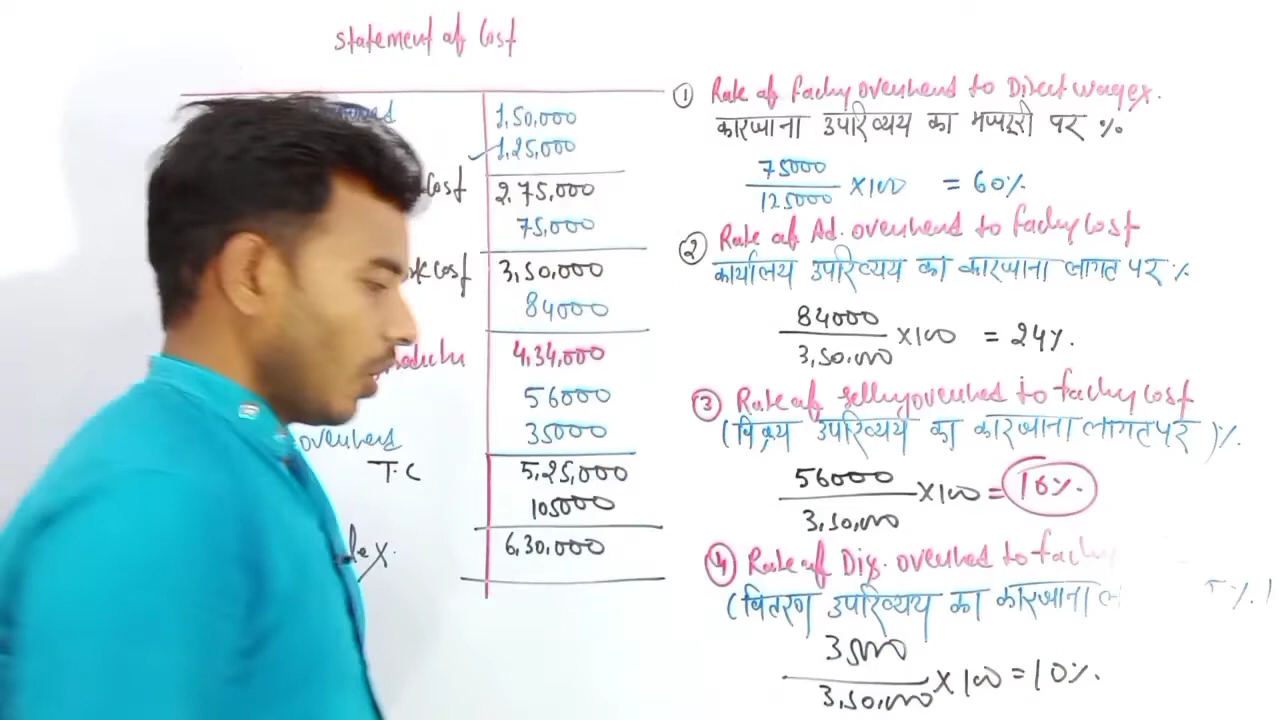 statement of Cost
1,50,000
1,25,000
Cost 2,75,000
75,000
cost 3,50,000
84000
4,34,000
56000
overhead 35000
T.C 5,25,000
105000
6,30,000
① Rate of factory overhead to Direct wages.
कारखाना उपरिव्यय का मजदूरी पर %
75000
125000
×100 = 60%
② Rate of Ad. overhead to factory cost
कार्यालय उपरिव्यय का कारखाना लागत पर %
84000
3,50,000
×100 = 24%.
③ Rate of selling overhead to factory cost
(विक्रय उपरिव्यय का कारखाना लागत पर )%.
56000
3,50,000
×100 = 16%.
④ Rate of Dis. overhead to
(वितरण उपरिव्यय का कारखाना
3,50,000
×100 = 10%.